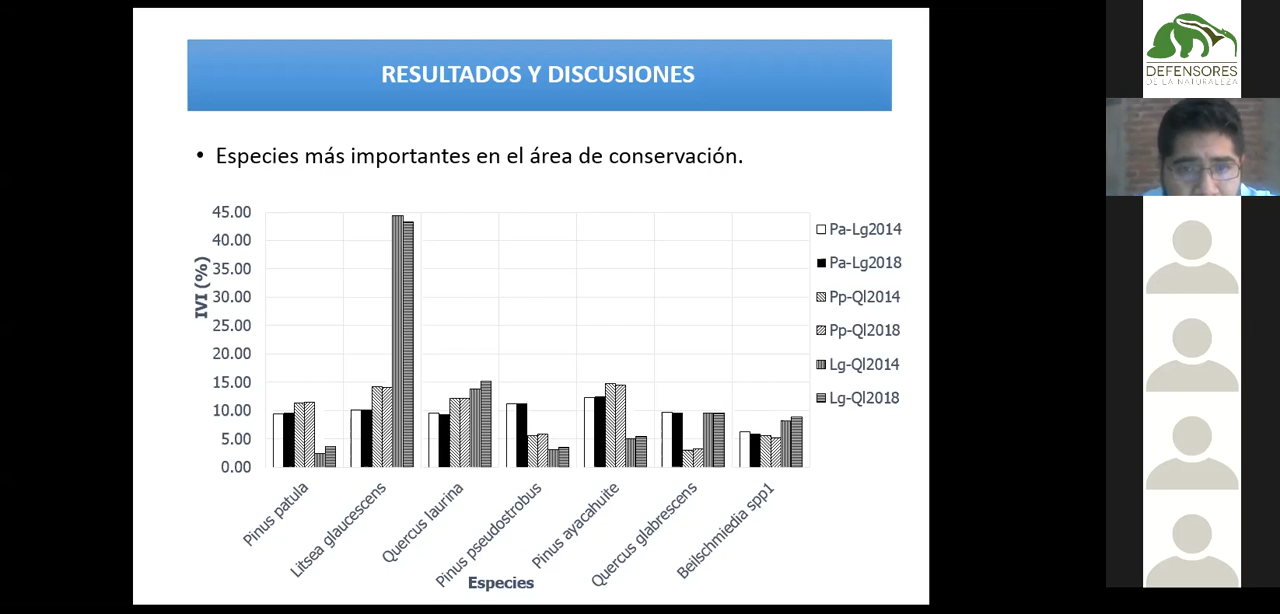 RESULTADOS Y DISCUSIONES
• Especies más importantes en el área de conservación.
IVI (%)
45.00
40.00
35.00
30.00
25.00
20.00
15.00
10.00
5.00
0.00
Pinus patula
Litsea glaucescens
Quercus laurina
Pinus pseudostrobus
Pinus ayacahuite
Quercus glabrescens
Beilschmiedia spp1
Especies
Pa-Lg2014
Pa-Lg2018
Pp-Ql2014
Pp-Ql2018
Lg-Ql2014
Lg-Ql2018
DEFENSORES
DE LA NATURALEZA